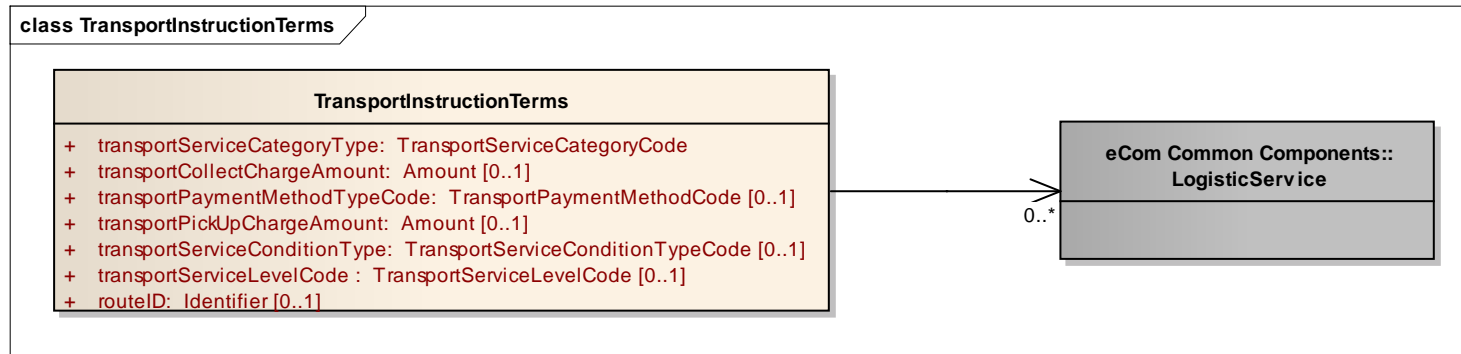 class TransportInstructionTerms
TransportInstructionTerms
+ transportServiceCategoryType: TransportServiceCategoryCode
+ transportCollectChargeAmount: Amount [0..1]
+ transportPaymentMethodTypeCode: TransportPaymentMethodCode [0..1]
+ transportPickUpChargeAmount: Amount [0..1]
+ transportServiceConditionType: TransportServiceConditionTypeCode [0..1]
+ transportServiceLevelCode : TransportServiceLevelCode [0..1]
+ routeID: Identifier [0..1]
0..*
eCom Common Components::
LogisticService